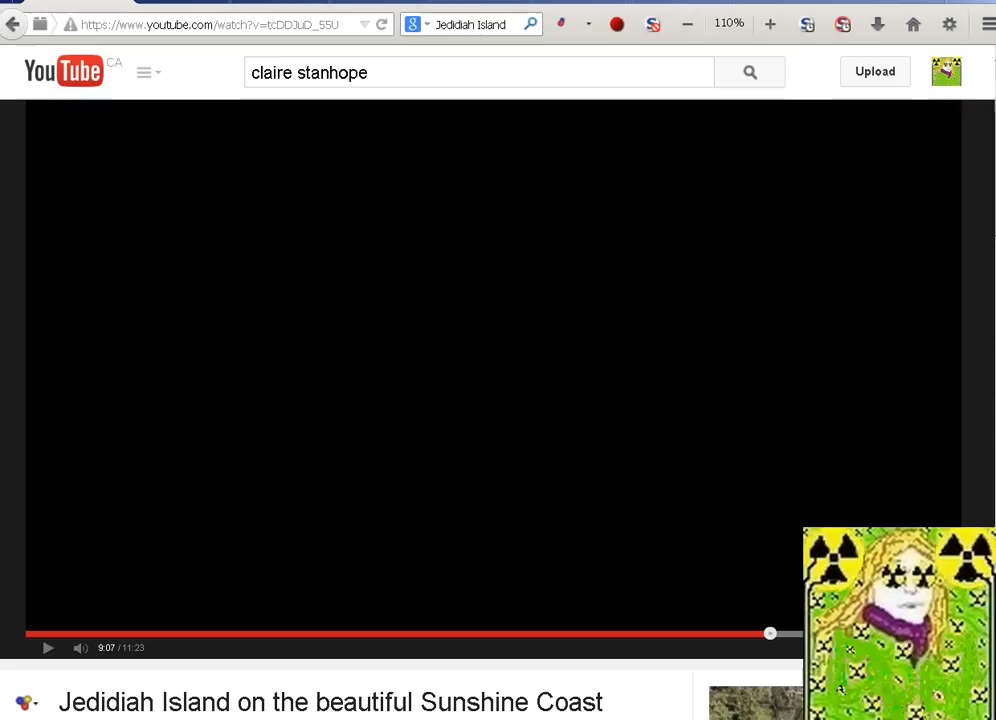 https://www.youtube.com/watch?v=tcDDJuD_55U
Jedidiah Island
110%
YouTube CA
claire stanhope
Upload
9:07 / 11:23
Jedidiah Island on the beautiful Sunshine Coast